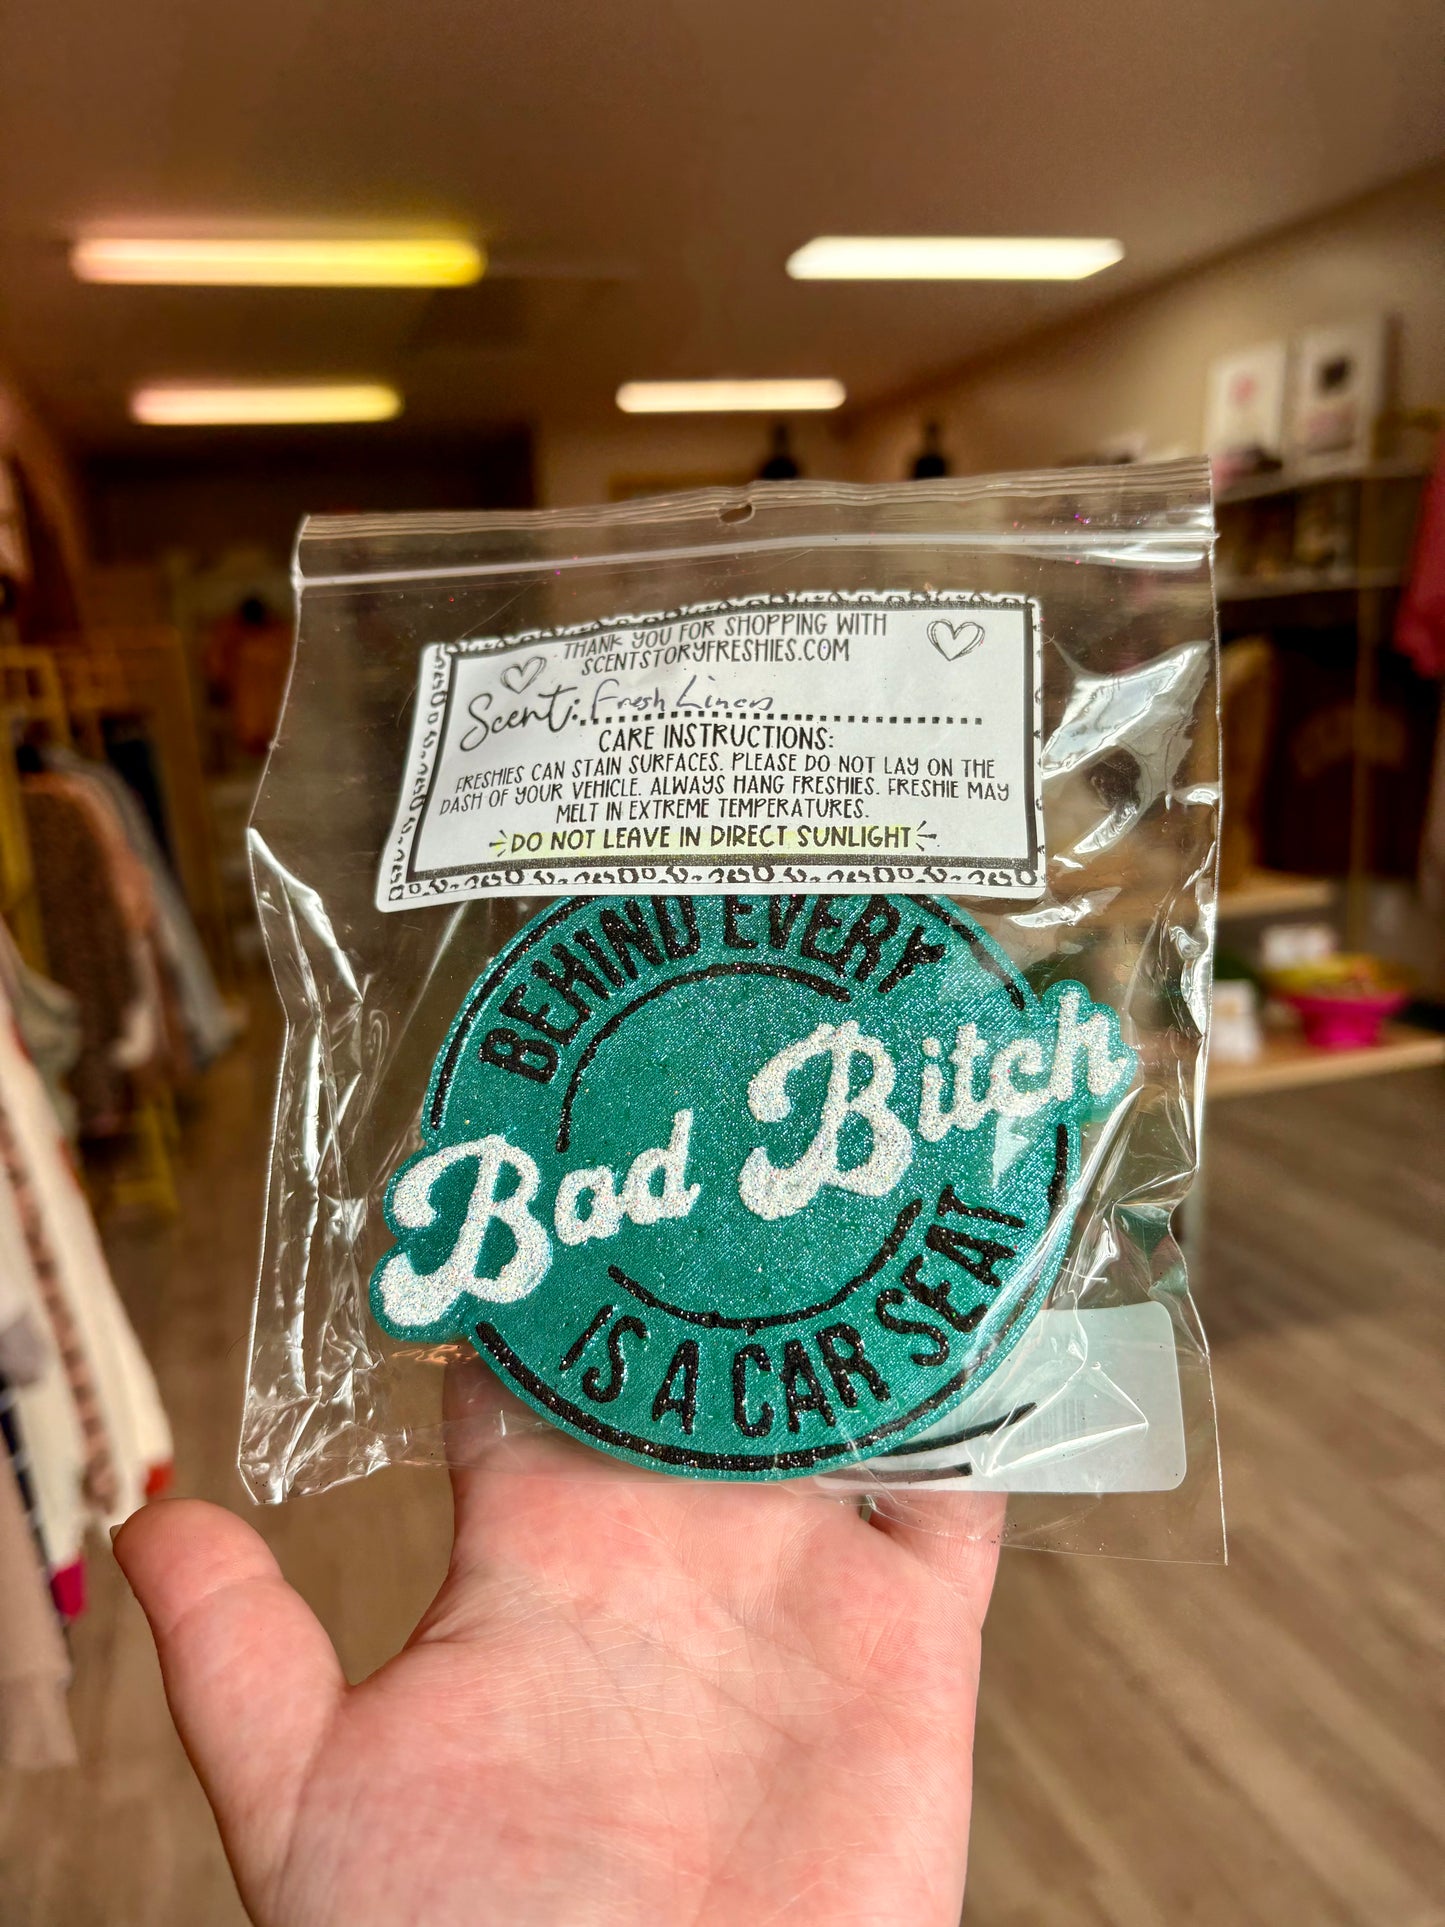 THANK YOU FOR SHOPPING WITH
SCENTSTORYFRESHIES.COM
Scent: Fresh Linen
CARE INSTRUCTIONS:
FRESHIES CAN STAIN SURFACES. PLEASE DO NOT LAY ON THE
DASH OF YOUR VEHICLE. ALWAYS HANG FRESHIES. FRESHIE MAY
MELT IN EXTREME TEMPERATURES.
DO NOT LEAVE IN DIRECT SUNLIGHT
BEHIND EVERY
Bad Bitch
IS A CAR SEAT